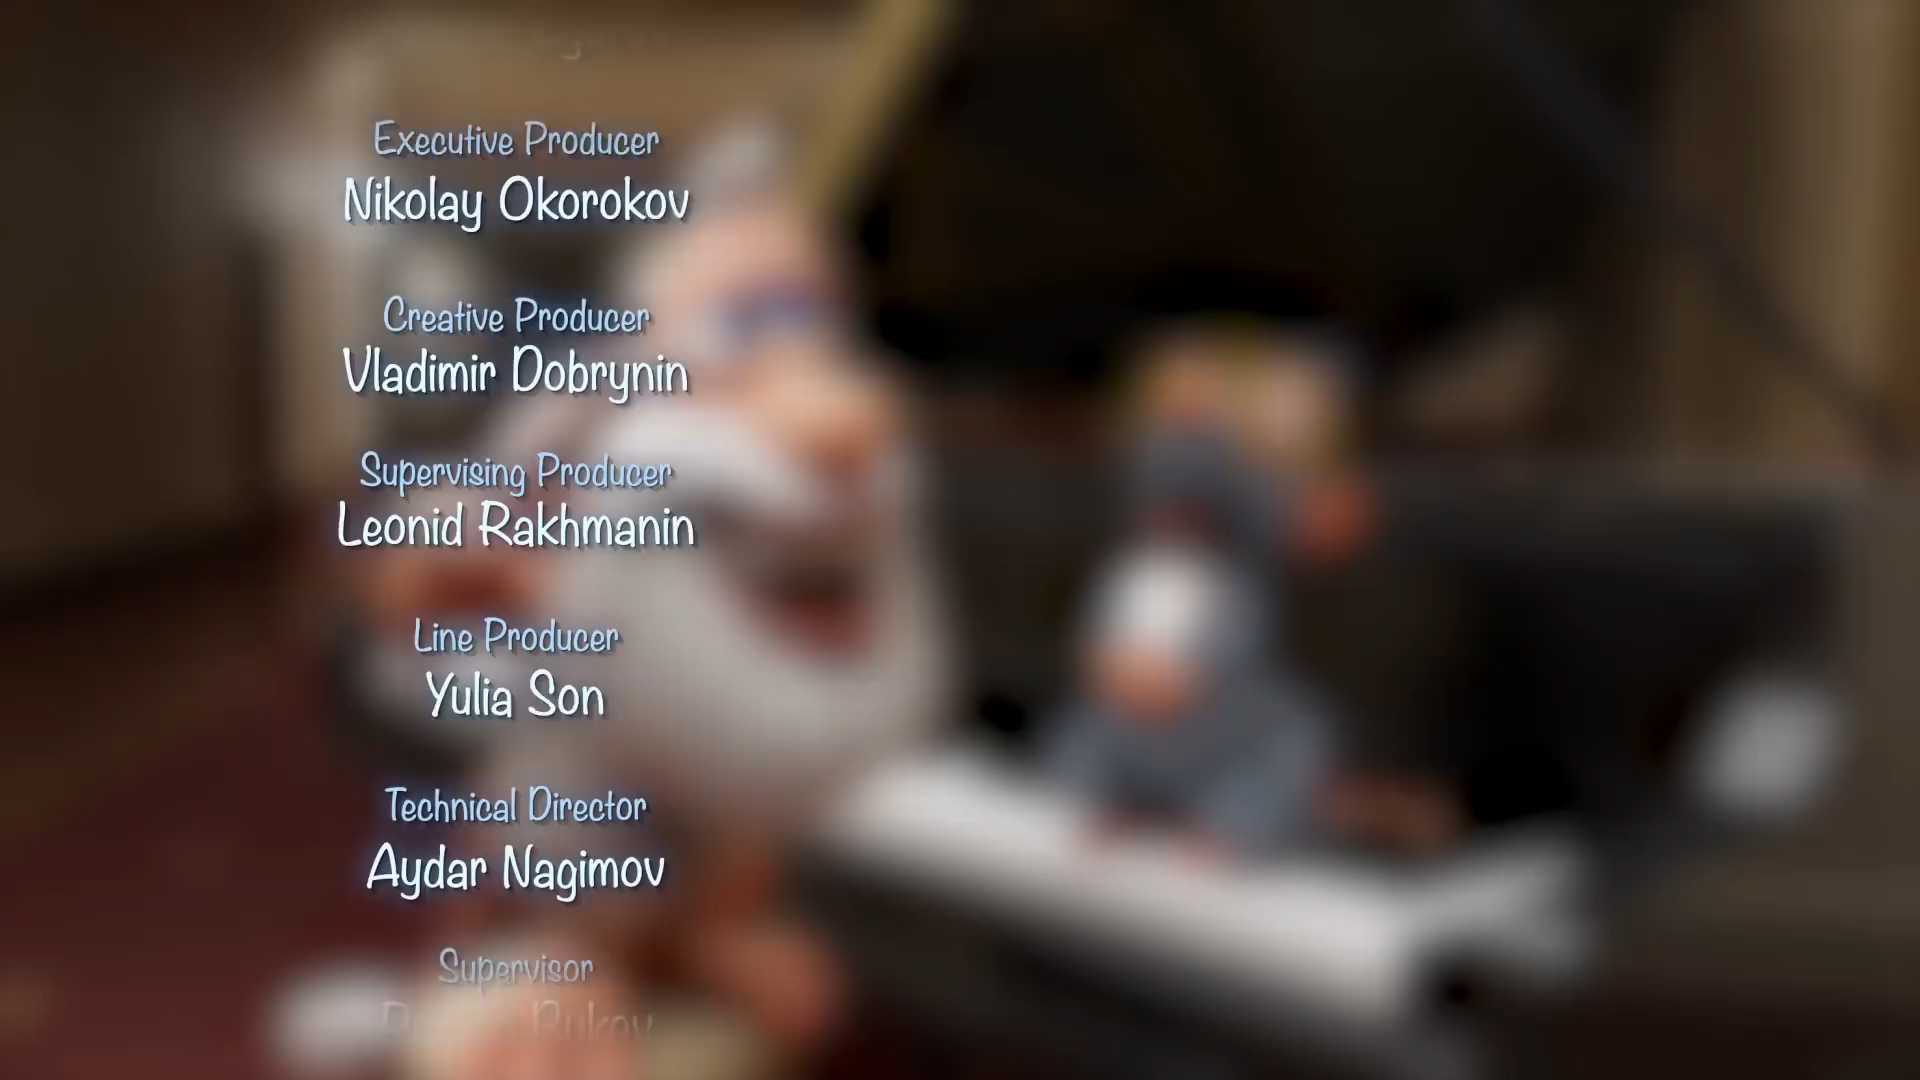 Executive Producer
Nikolay Okorokov
Creative Producer
Vladimir Dobrynin
Supervising Producer
Leonid Rakhmanin
Line Producer
Yulia Son
Technical Director
Aydar Nagimov
Supervisor